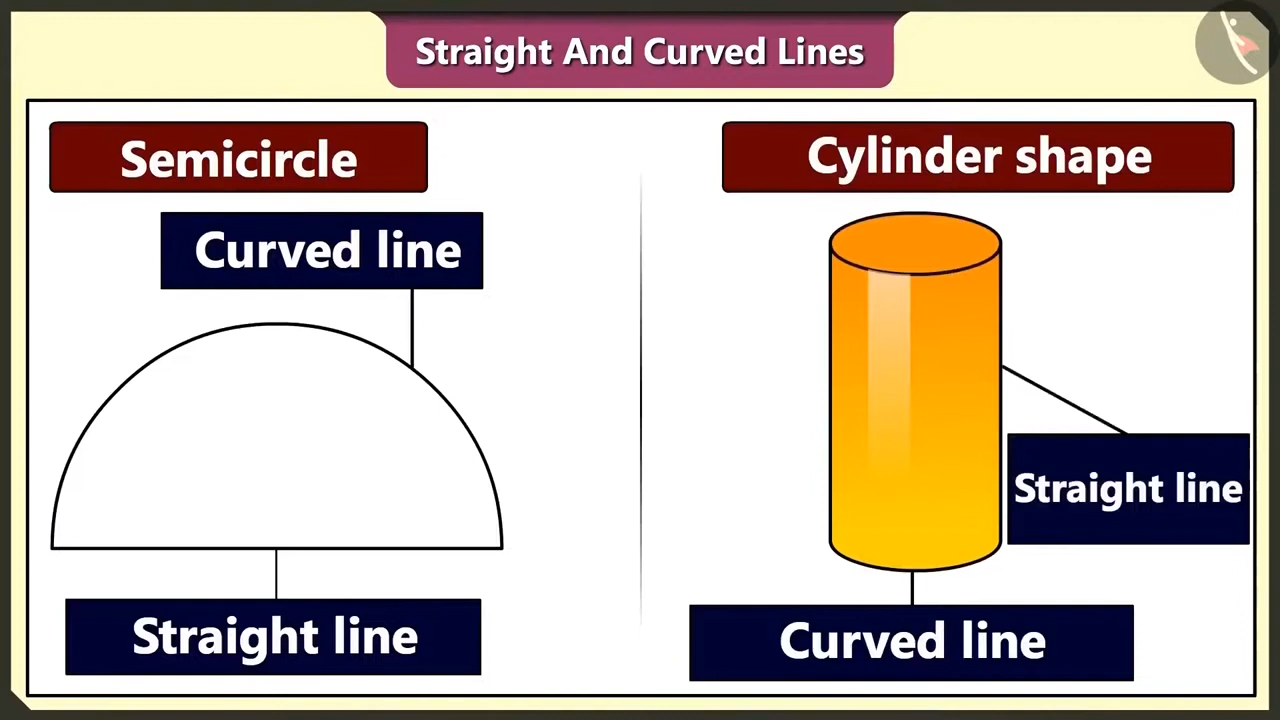 Straight And Curved Lines
Semicircle
Curved line
Straight line
Cylinder shape
Straight line
Curved line